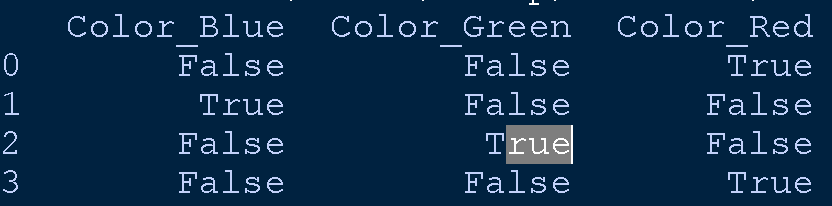 Color_Blue Color_Green Color_Red
0 False False True
1 True False False
2 False True False
3 False False True